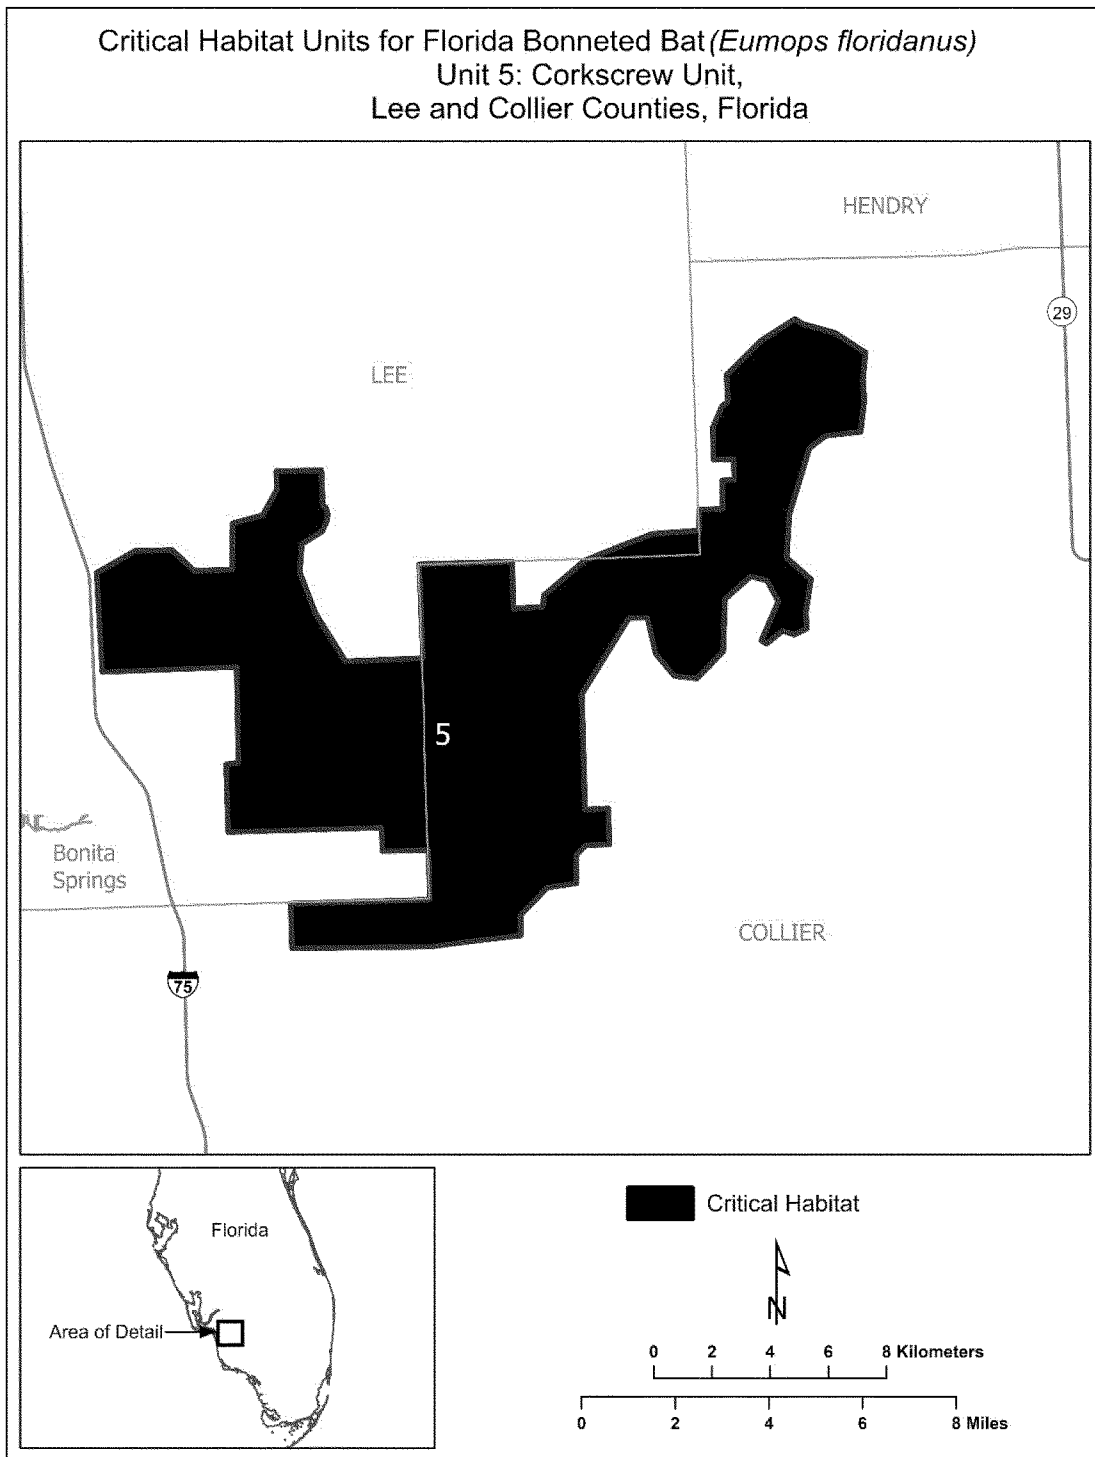 Critical Habitat Units for Florida Bonneted Bat (Eumops floridanus)
Unit 5: Corkscrew Unit,
Lee and Collier Counties, Florida
HENDRY
29
LEE
5
Bonita
Springs
COLLIER
75
Florida
Area of Detail
Critical Habitat
N
0 2 4 6 8 Kilometers
0 2 4 6 8 Miles